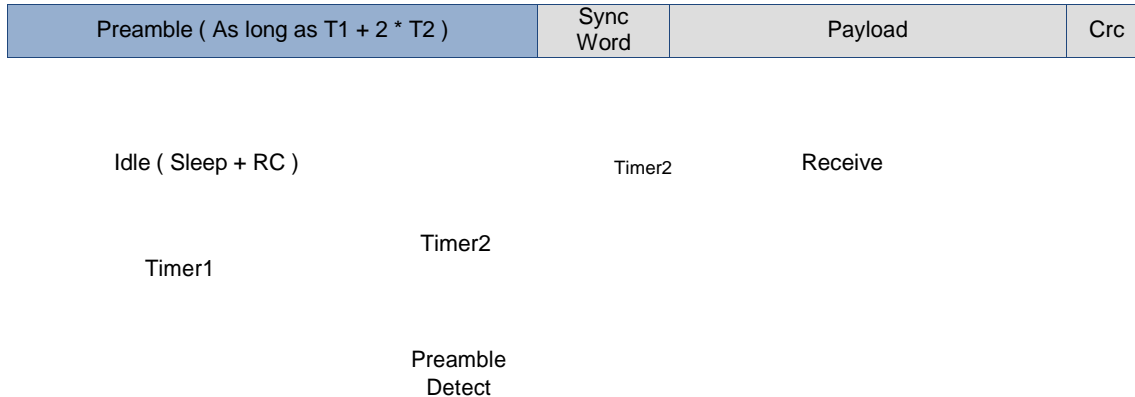 Preamble ( As long as T1 + 2 * T2 )
Sync
Word
Payload
Crc
Idle ( Sleep + RC )
Timer2
Receive
Timer2
Timer1
Preamble
Detect